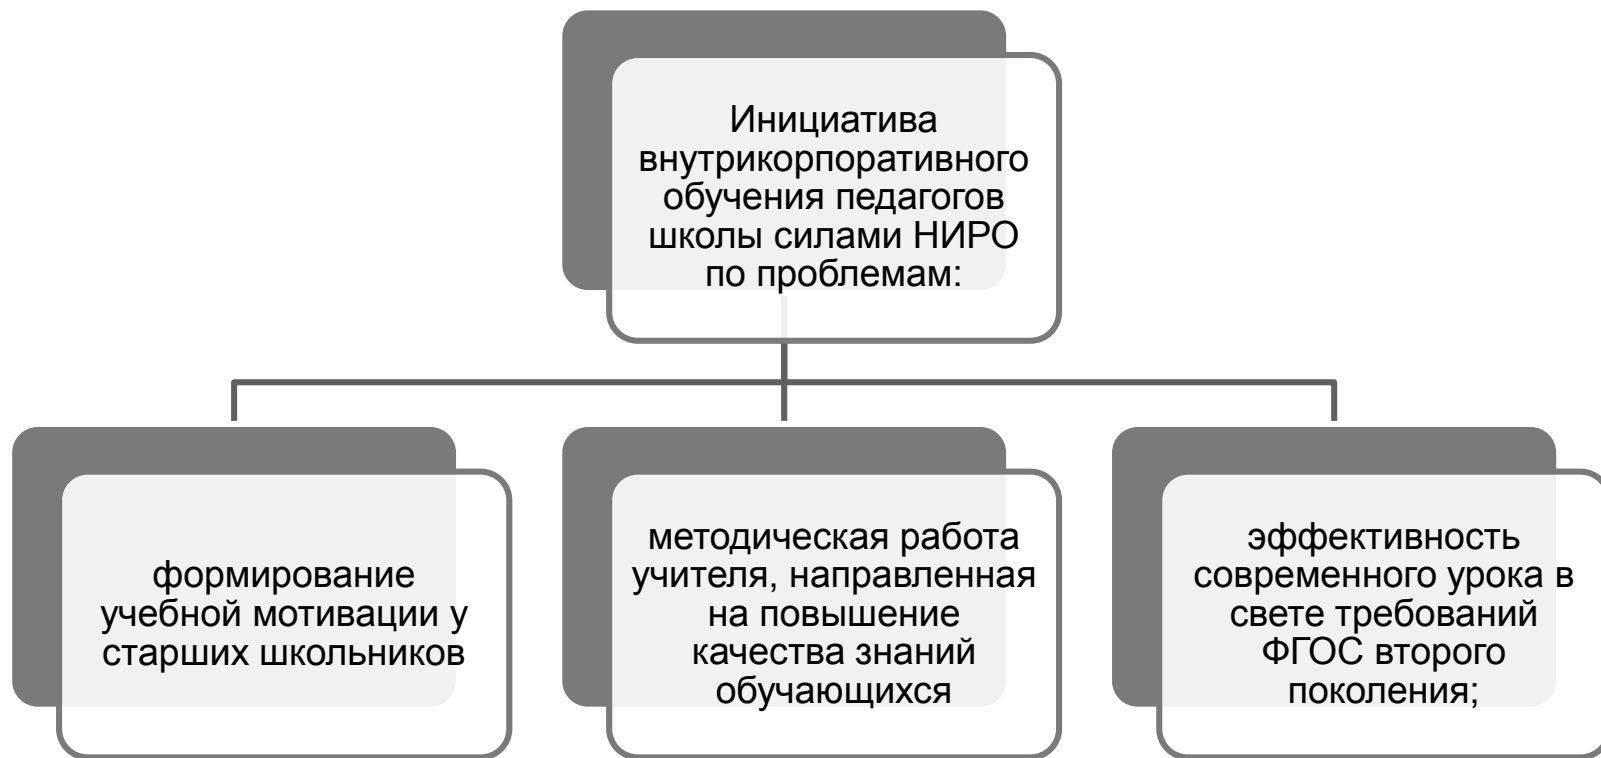 Инициатива
внутрикорпоративного
обучения педагогов
школы силами НИРО
по проблемам:
формирование
учебной мотивации у
старших школьников
методическая работа
учителя, направленная
на повышение
качества знаний
обучающихся
эффективность
современного урока в
свете требований
ФГОС второго
поколения;